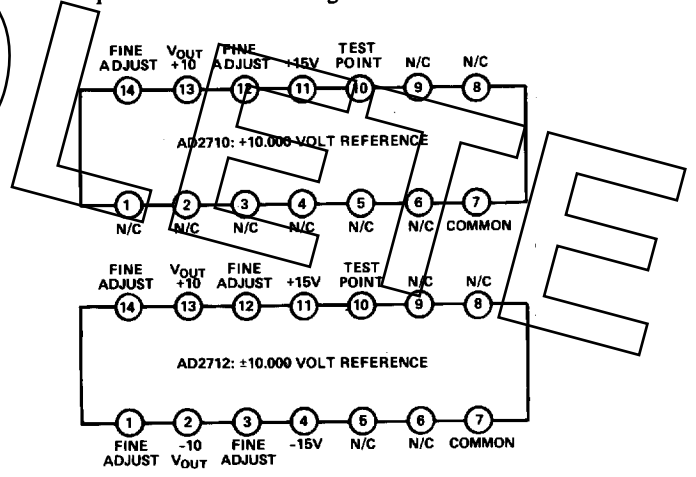 FINE ADJUST
VOUT +10
FINE ADJUST
+15V
TEST POINT
N/C
N/C
14 13 12 11 10 9 8
AD2710: +10.000 VOLT REFERENCE
1 2 3 4 5 6 7
N/C N/C N/C N/C N/C N/C COMMON
FINE ADJUST
VOUT +10
FINE ADJUST
+15V
TEST POINT
N/C
N/C
14 13 12 11 10 9 8
AD2712: ±10.000 VOLT REFERENCE
1 2 3 4 5 6 7
FINE ADJUST
-10 VOUT
FINE ADJUST
-15V
N/C
N/C
COMMON
LETE